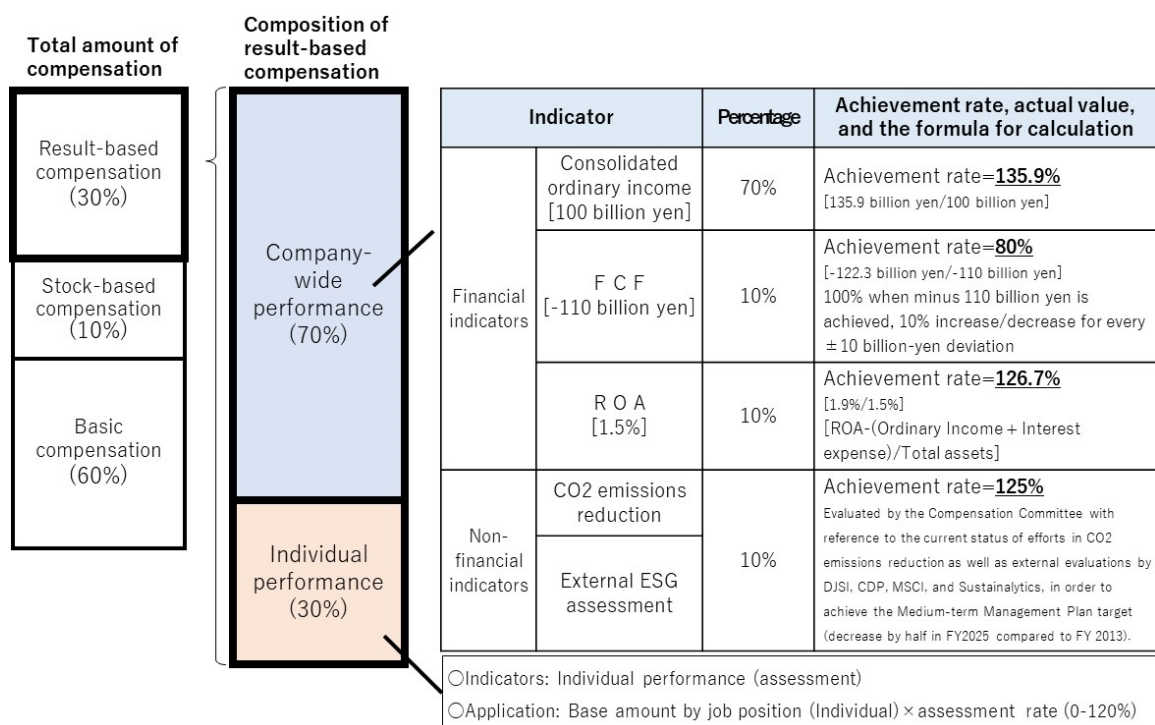 Total amount of
compensation
Result-based
compensation
(30%)
Stock-based
compensation
(10%)
Basic
compensation
(60%)
Composition of
result-based
compensation
Company-
wide
performance
(70%)
Individual
performance
(30%)
Indicator
Percentage
Achievement rate, actual value,
and the formula for calculation
Financial
indicators
Consolidated
ordinary income
[100 billion yen]
70%
Achievement rate=135.9%
[135.9 billion yen/100 billion yen]
F C F
[-110 billion yen]
10%
Achievement rate=80%
[-122.3 billion yen/-110 billion yen]
100% when minus 110 billion yen is
achieved, 10% increase/decrease for every
±10 billion-yen deviation
R O A
[1.5%]
10%
Achievement rate=126.7%
[1.9%/1.5%]
[ROA-(Ordinary Income + Interest
expense)/Total assets]
Non-
financial
indicators
CO2 emissions
reduction
External ESG
assessment
10%
Achievement rate=125%
Evaluated by the Compensation Committee with
reference to the current status of efforts in CO2
emissions reduction as well as external evaluations by
DJSI, CDP, MSCI, and Sustainalytics, in order to
achieve the Medium-term Management Plan target
(decrease by half in FY2025 compared to FY 2013).
○Indicators: Individual performance (assessment)
○Application: Base amount by job position (Individual)×assessment rate (0-120%)